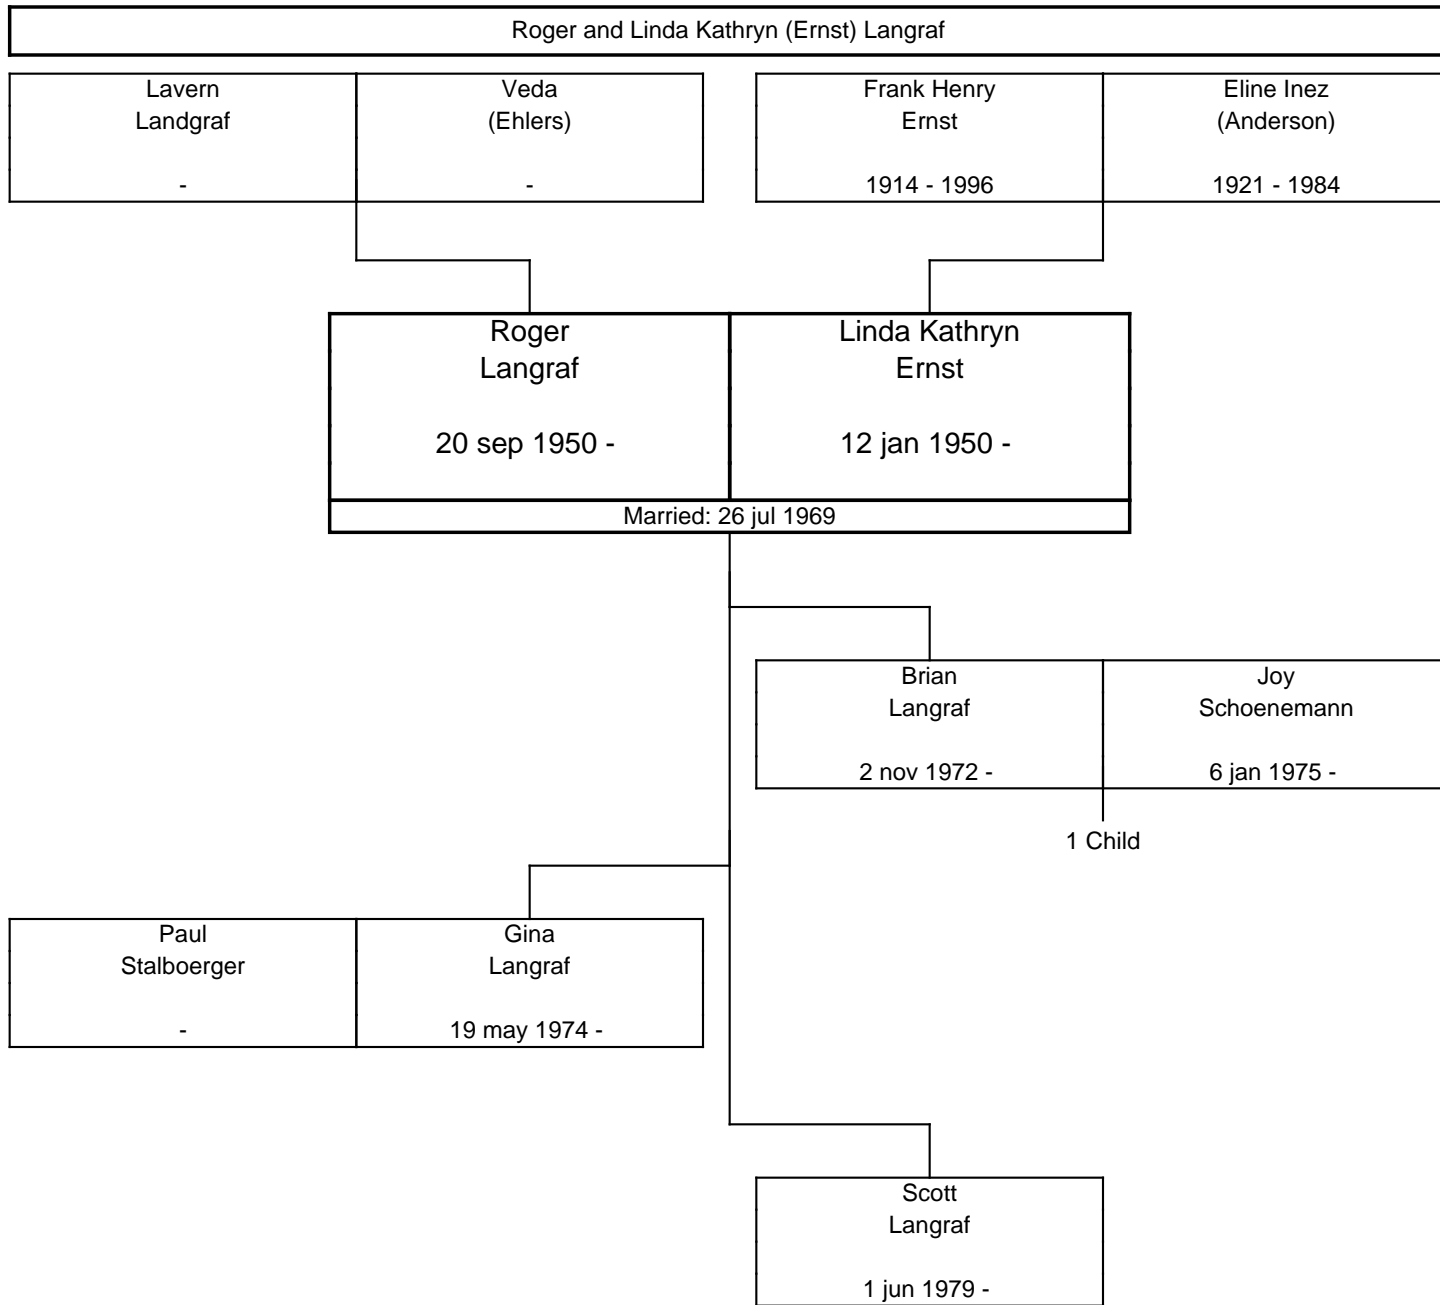 Roger and Linda Kathryn (Ernst) Langraf
Lavern
Landgraf
-
Veda
(Ehlers)
-
Frank Henry
Ernst
1914 - 1996
Eline Inez
(Anderson)
1921 - 1984
Roger
Langraf
20 sep 1950 -
Linda Kathryn
Ernst
12 jan 1950 -
Married: 26 jul 1969
Brian
Langraf
2 nov 1972 -
Joy
Schoenemann
6 jan 1975 -
1 Child
Paul
Stalboerger
-
Gina
Langraf
19 may 1974 -
Scott
Langraf
1 jun 1979 -